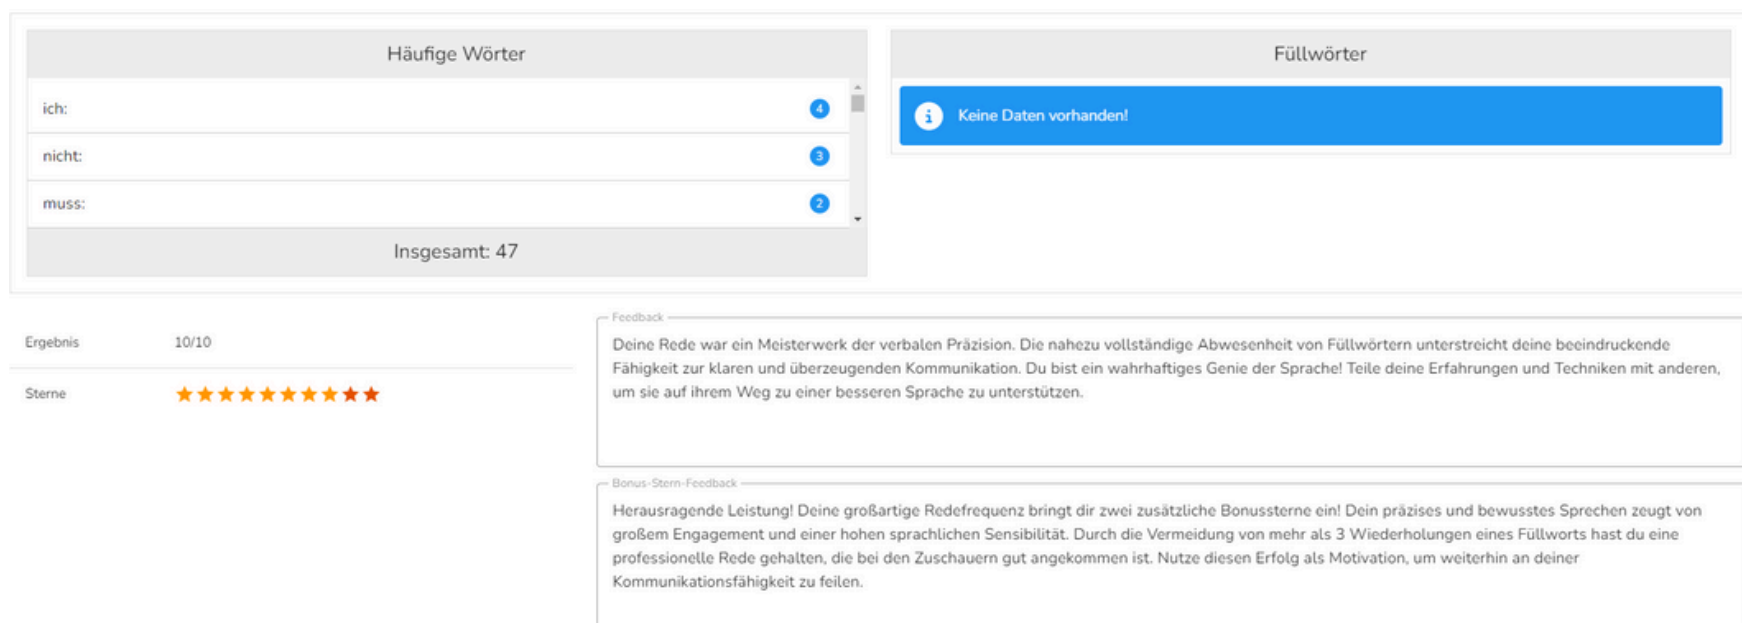 Häufige Wörter
ich: 4
nicht: 3
muss: 2
Insgesamt: 47
Füllwörter
i Keine Daten vorhanden!
Ergebnis 10/10
Sterne
Feedback
Deine Rede war ein Meisterwerk der verbalen Präzision. Die nahezu vollständige Abwesenheit von Füllwörtern unterstreicht deine beeindruckende
Fähigkeit zur klaren und überzeugenden Kommunikation. Du bist ein wahrhaftiges Genie der Sprache! Teile deine Erfahrungen und Techniken mit anderen,
um sie auf ihrem Weg zu einer besseren Sprache zu unterstützen.
Bonus-Stern-Feedback
Herausragende Leistung! Deine großartige Redefrequenz bringt dir zwei zusätzliche Bonussterne ein! Dein präzises und bewusstes Sprechen zeugt von
großem Engagement und einer hohen sprachlichen Sensibilität. Durch die Vermeidung von mehr als 3 Wiederholungen eines Füllworts hast du eine
professionelle Rede gehalten, die bei den Zuschauern gut angekommen ist. Nutze diesen Erfolg als Motivation, um weiterhin an deiner
Kommunikationsfähigkeit zu feilen.